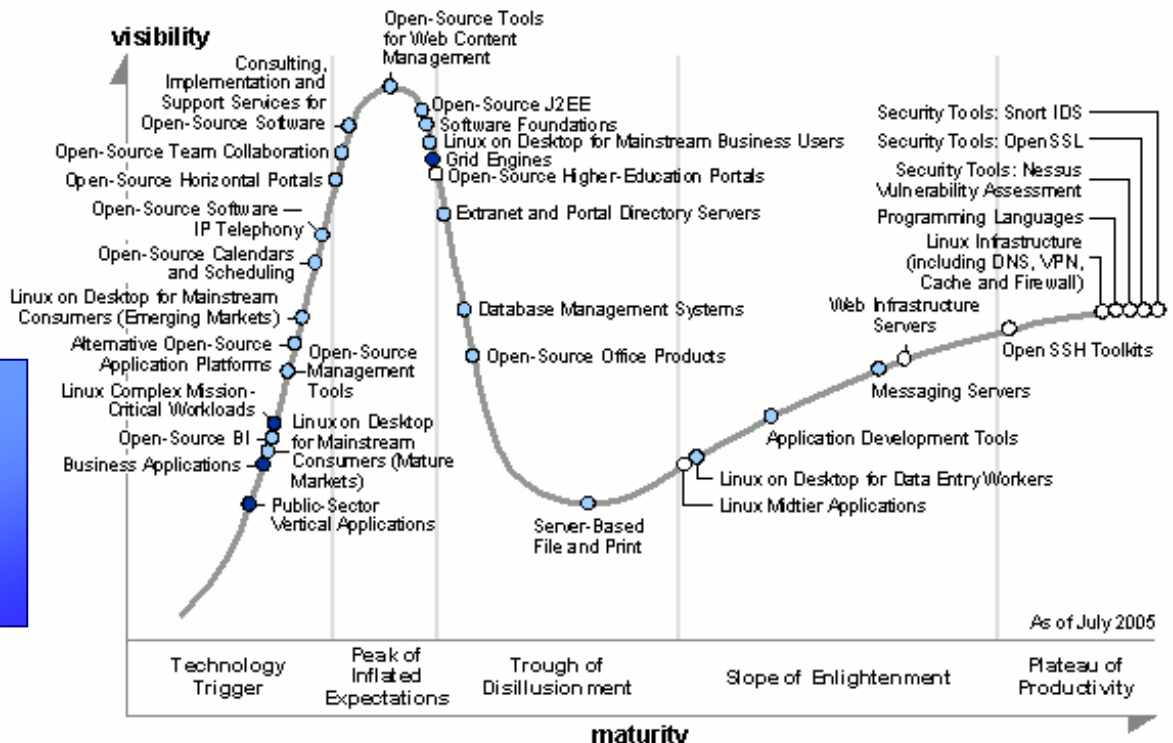 visibility
Open-Source Tools
for Web Content
Management
Consulting,
Implementation and
Support Services for
Open-Source Software
Open-Source Team Collaboration
Open-Source Horizontal Portals
Open-Source Software —
IP Telephony
Open-Source Calendars
and Scheduling
Linux on Desktop for Mainstream
Consumers (Emerging Markets)
Alternative Open-Source
Application Platforms
Open-Source
Management
Tools
Linux Complex Mission-
Critical Workloads
Open-Source BI
Linux on Desktop
for Mainstream
Consumers (Mature
Markets)
Business Applications
Public-Sector
Vertical Applications
Open-Source J2EE
Software Foundations
Linux on Desktop for Mainstream Business Users
Grid Engines
Open-Source Higher-Education Portals
Extranet and Portal Directory Servers
Database Management Systems
Open-Source Office Products
Server-Based
File and Print
Linux Midtier Applications
Linux on Desktop for Data Entry Workers
Application Development Tools
Messaging Servers
Web Infrastructure
Servers
Open SSH Toolkits
Linux Infrastructure
(including DNS, VPN,
Cache and Firewall)
Programming Languages
Security Tools: Nessus
Vulnerability Assessment
Security Tools: OpenSSL
Security Tools: Snort IDS
As of July 2005
Technology
Trigger
Peak of
Inflated
Expectations
Trough of
Disillusionment
Slope of Enlightenment
Plateau of
Productivity
maturity